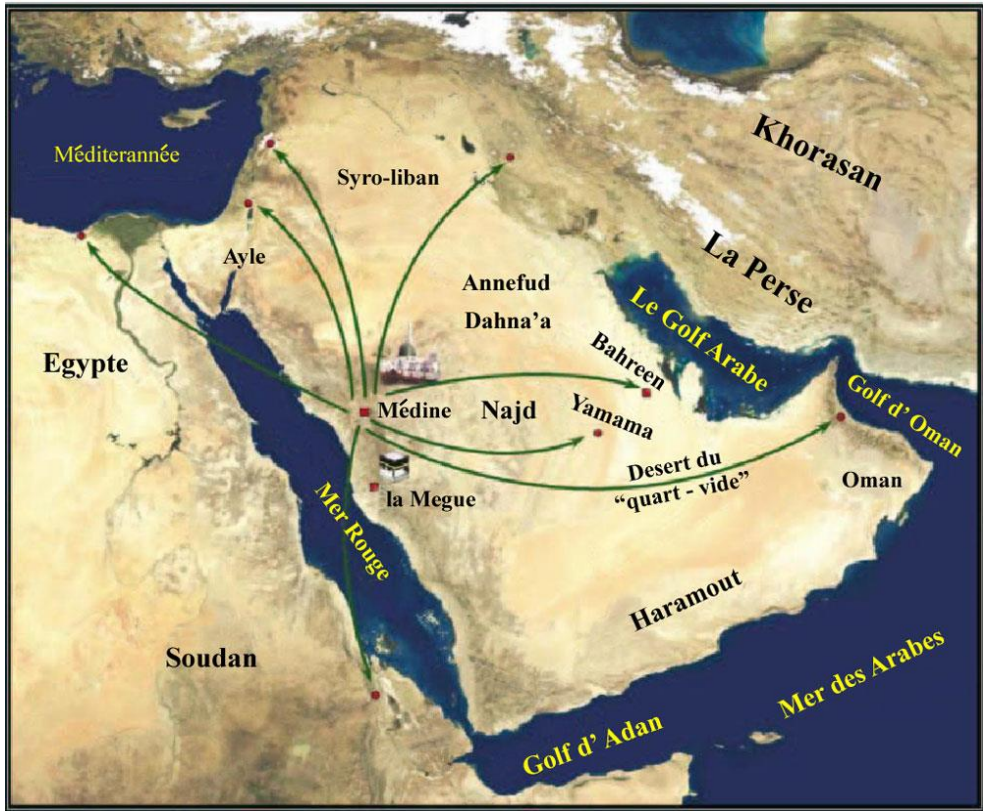 Khorasan
Méditerannée
Syro-liban
La Perse
Ayle
Annefud
Dahna'a
Le Golf Arabe
Egypte
Bahreen
Golf d' Oman
Médine
Najd
Yamama
Desert du
"quart - vide"
Oman
la Megue
Mer Rouge
Haramout
Soudan
Mer des Arabes
Golf d' Adan